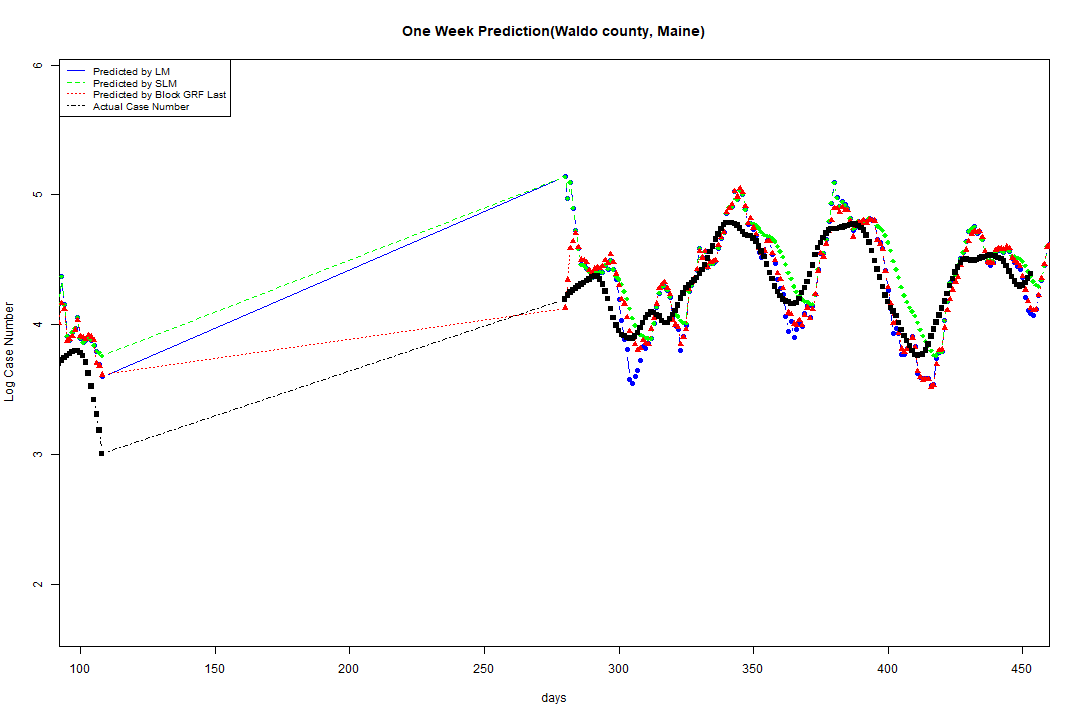 One Week Prediction(Waldo county, Maine)
Predicted by LM
Predicted by SLM
Predicted by Block GRF Last
Actual Case Number
6
5
4
3
2
Log Case Number
100 150 200 250 300 350 400 450
days